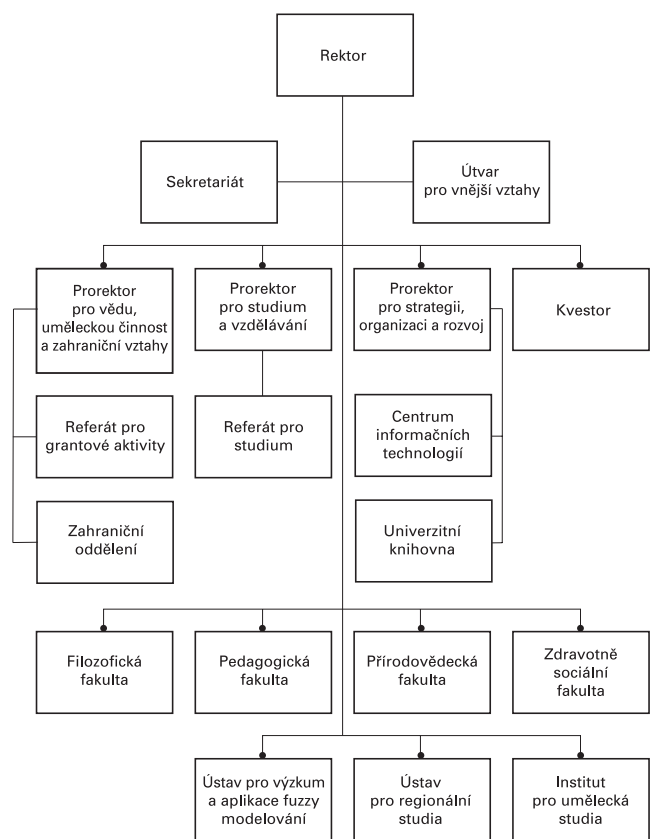 Rektor
Sekretariát
Útvar
pro vnější vztahy
Prorektor
pro vědu,
uměleckou činnost
a zahraniční vztahy
Prorektor
pro studium
a vzdělávání
Prorektor
pro strategii,
organizaci a rozvoj
Kvestor
Referát pro
grantové aktivity
Referát pro
studium
Centrum
informačních
technologií
Zahraniční
oddělení
Univerzitní
knihovna
Filozofická
fakulta
Pedagogická
fakulta
Přírodovědecká
fakulta
Zdravotně
sociální
fakulta
Ústav pro výzkum
a aplikace fuzzy
modelování
Ústav
pro regionální
studia
Institut
pro umělecká
studia